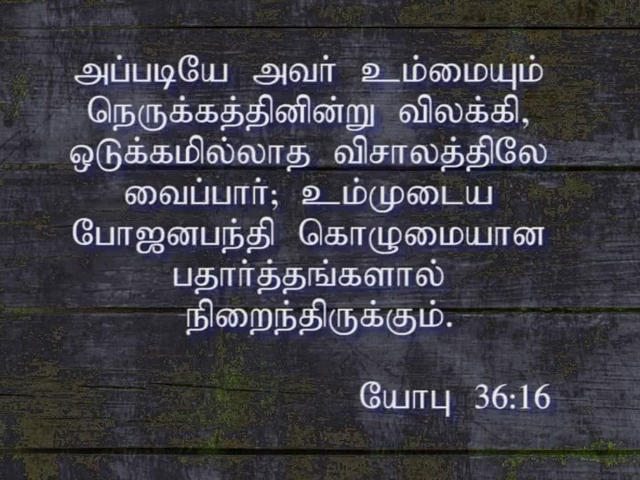 அப்படியே அவர் உம்மையும்
நெருக்கத்தினின்று விலக்கி,
ஒடுக்கமில்லாத விசாலத்திலே
வைப்பார்; உம்முடைய
போஜனபந்தி கொழுமையான
பதார்த்தங்களால்
நிறைந்திருக்கும்.
யோபு 36:16